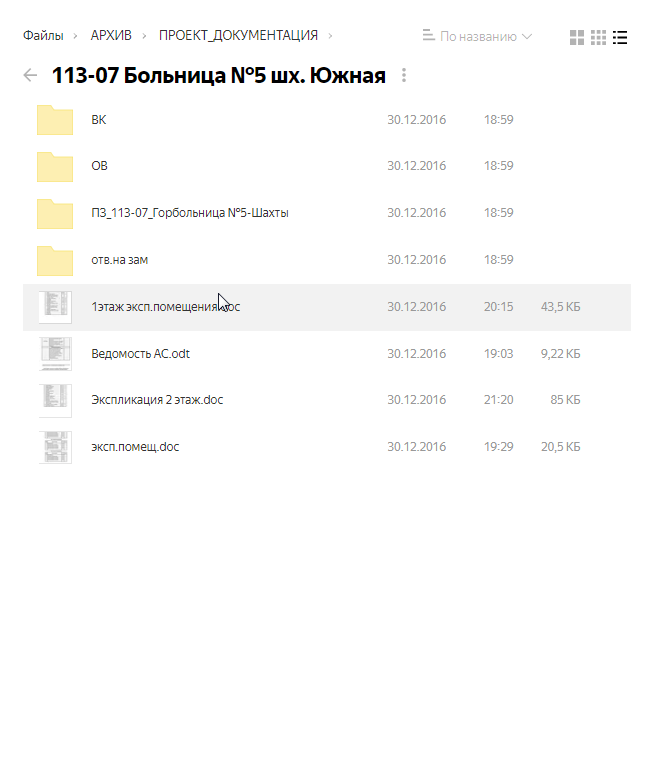 Файлы > АРХИВ > ПРОЕКТ_ДОКУМЕНТАЦИЯ > По названию
113-07 Больница №5 шх. Южная
ВК 30.12.2016 18:59
ОВ 30.12.2016 18:59
ПЗ_113-07_Горбольница №5-Шахты 30.12.2016 18:59
отв.на зам 30.12.2016 18:59
1этаж эксп.помещения.doc 30.12.2016 20:15 43,5 КБ
Ведомость АС.odt 30.12.2016 19:03 9,22 КБ
Экспликация 2 этаж.doc 30.12.2016 21:20 85 КБ
эксп.помещ.doc 30.12.2016 19:29 20,5 КБ